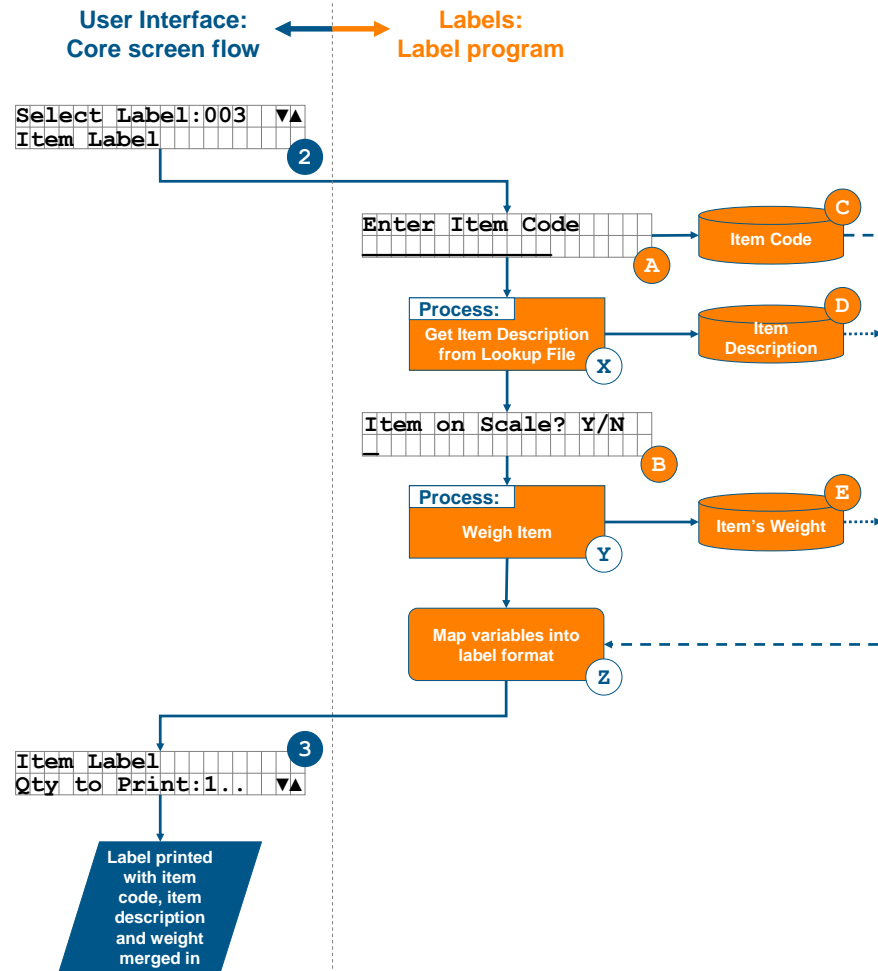 User Interface:
Core screen flow
Labels:
Label program
Select Label:003 ▼▲
Item Label
2
Enter Item Code
A
Item Code
C
Process:
Get Item Description
from Lookup File
X
Item
Description
D
Item on Scale? Y/N
_
B
Process:
Weigh Item
Y
Item's Weight
E
Map variables into
label format
Z
Item Label
Qty to Print:1.. ▼▲
3
Label printed
with item
code, item
description
and weight
merged in